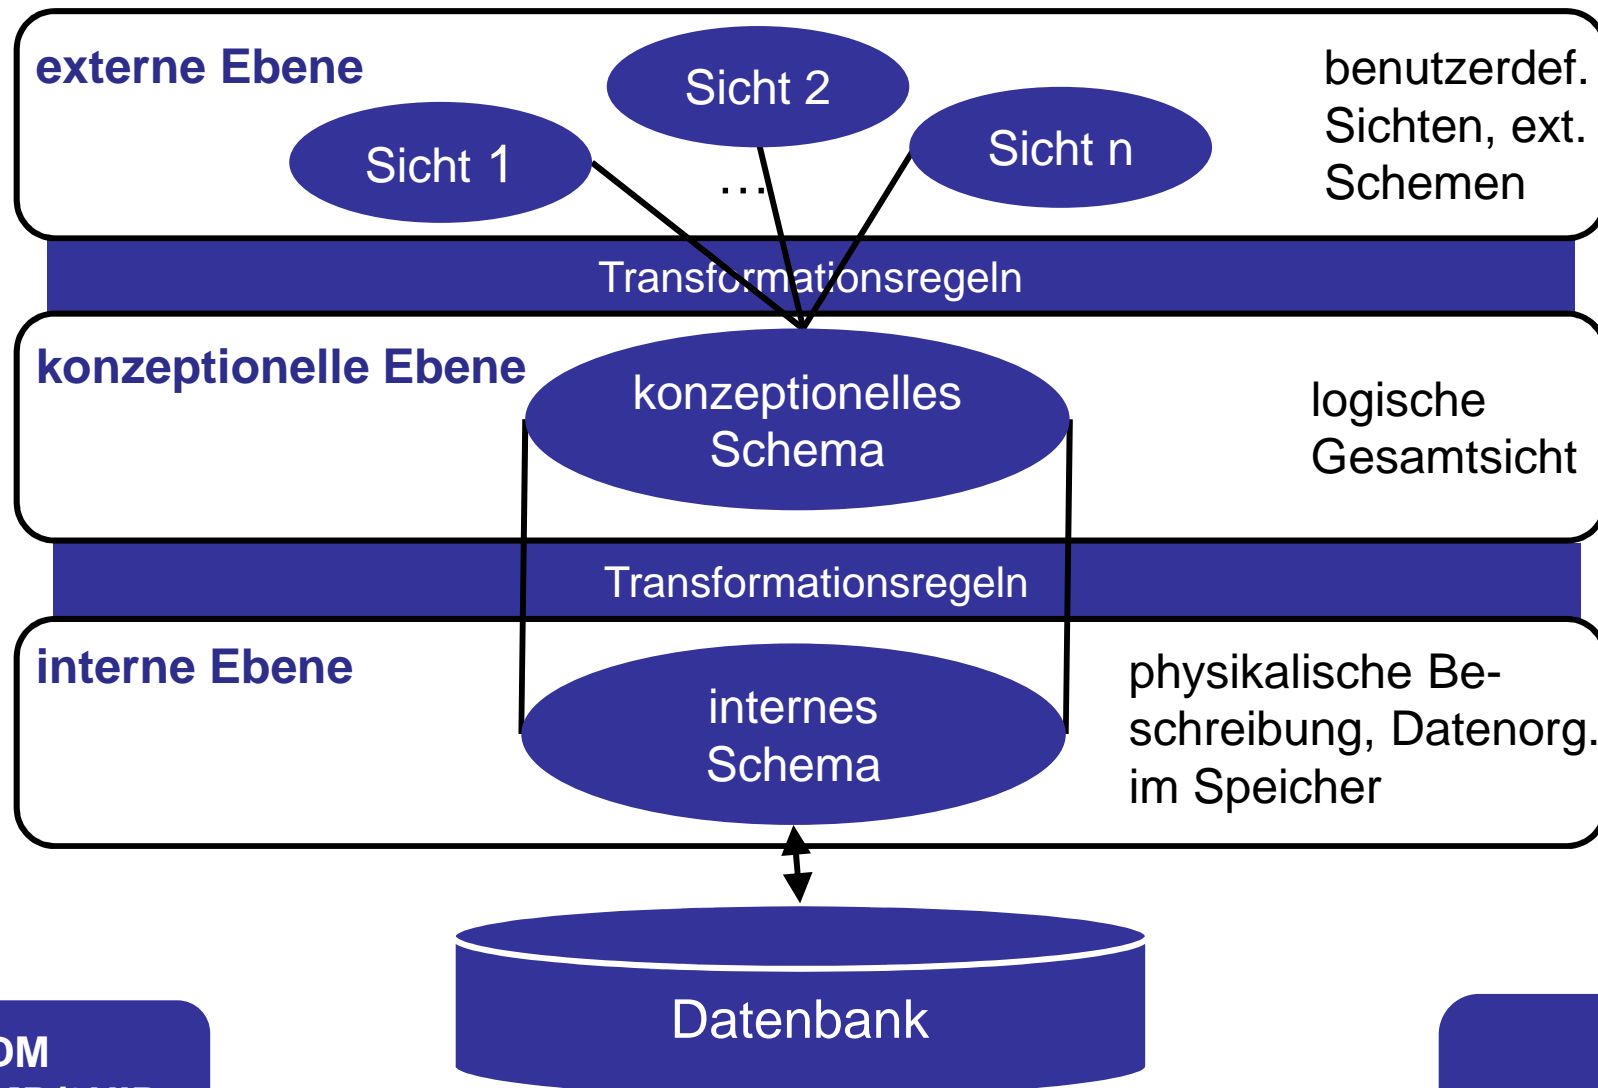 externe Ebene
Sicht 1
Sicht 2
...
Sicht n
benutzerdef.
Sichten, ext.
Schemen
Transformationsregeln
konzeptionelle Ebene
konzeptionelles
Schema
logische
Gesamtsicht
Transformationsregeln
interne Ebene
internes
Schema
physikalische Be-
schreibung, Datenorg.
im Speicher
Datenbank